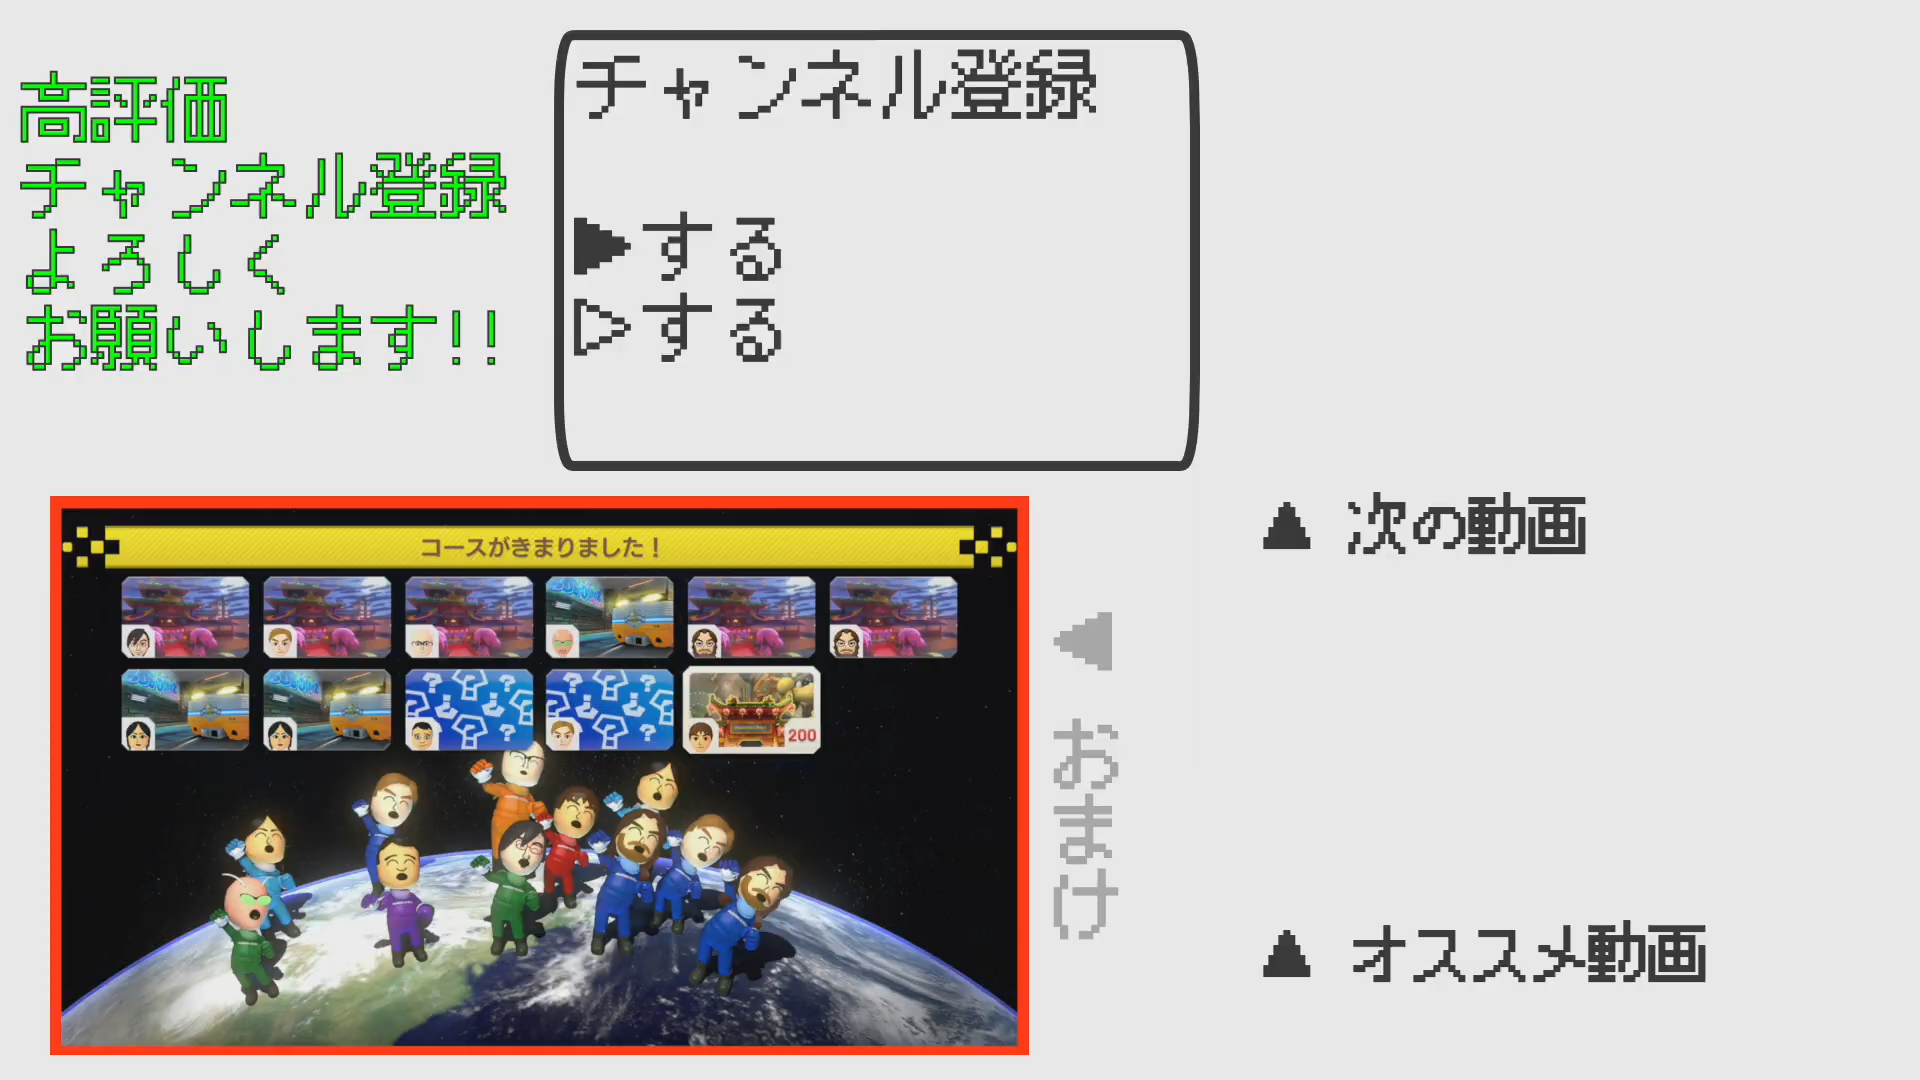 高評価
チャンネル登録
よろしく
お願いします!!
チャンネル登録
▶する
▷する
コースがきまりました！
200
◀ おまけ
▲ 次の動画
▲ オススメ動画